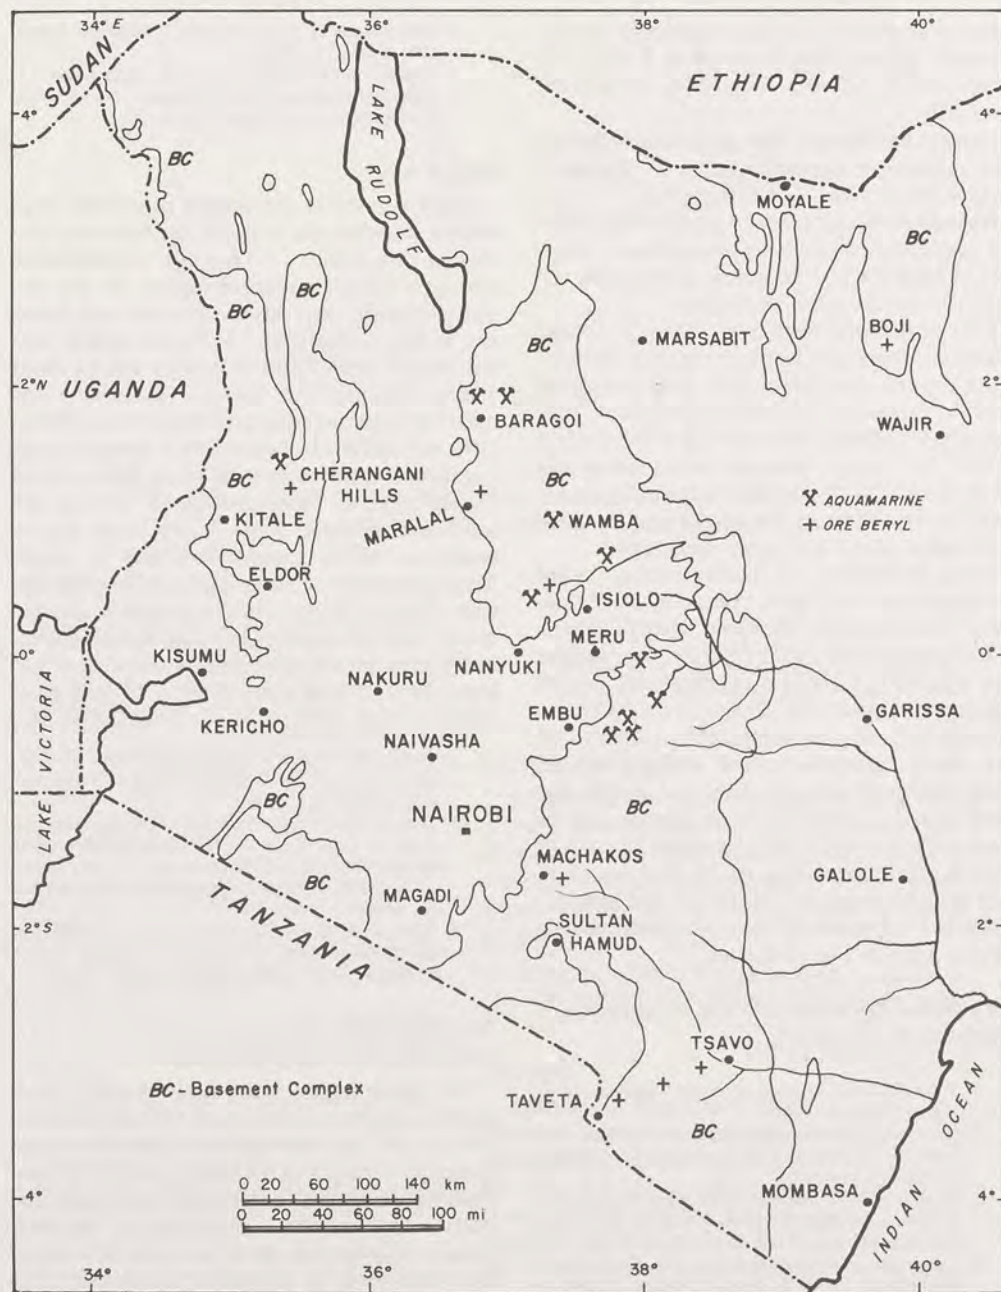 34° E
36°
38°
40°
SUDAN
ETHIOPIA
4°
4°
BC
LAKE RUDOLF
MOYALE
BC
BC
BC
BOJI
MARSABIT
BC
UGANDA
2°N
2°
BARAGOI
WAJIR
BC
CHERANGANI
HILLS
BC
AQUAMARINE
KITALE
MARALAL
WAMBA
ORE BERYL
ELDOR
ISIOLO
MERU
0°
0°
KISUMU
NANYUKI
NAKURU
KERICHO
EMBU
GARISSA
NAIVASHA
LAKE VICTORIA
BC
BC
NAIROBI
MACHAKOS
GALOLE
BC
MAGADI
TANZANIA
SULTAN
HAMUD
2°S
2°
TSAVO
BC-Basement Complex
TAVETA
BC
INDIAN OCEAN
0 20 60 100 140 km
0 20 40 60 80 100 mi
MOMBASA
4°
4°
34°
36°
38°
40°